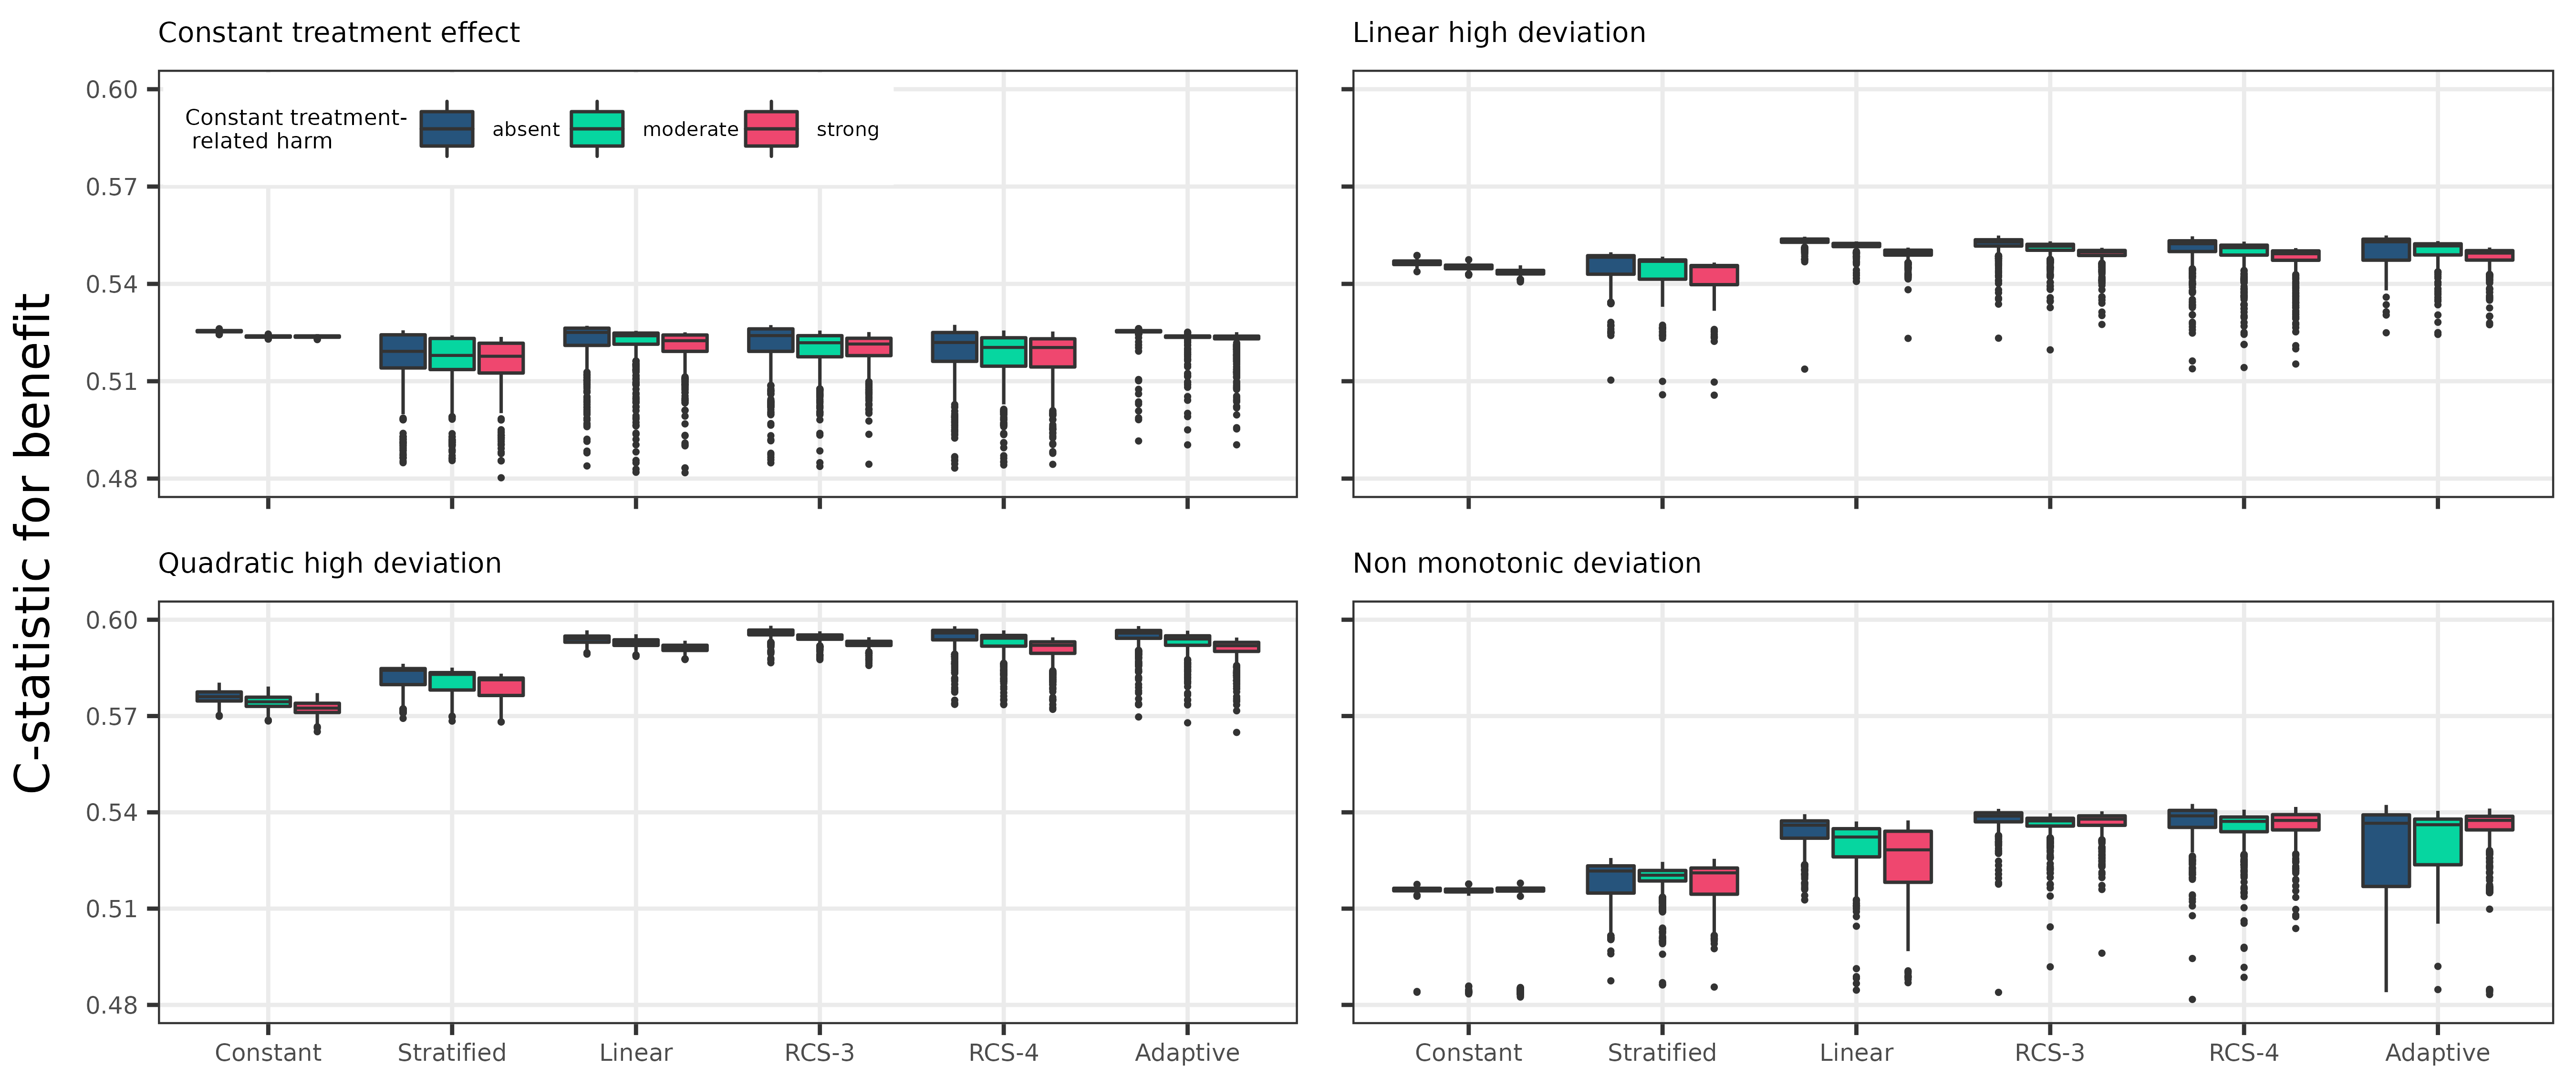 C-statistic for benefit
Constant treatment effect
0.60
0.57
0.54
0.51
0.48
Constant treatment-
related harm
absent
moderate
strong
Linear high deviation
Quadratic high deviation
0.60
0.57
0.54
0.51
0.48
Constant
Stratified
Linear
RCS-3
RCS-4
Adaptive
Non monotonic deviation
Constant
Stratified
Linear
RCS-3
RCS-4
Adaptive